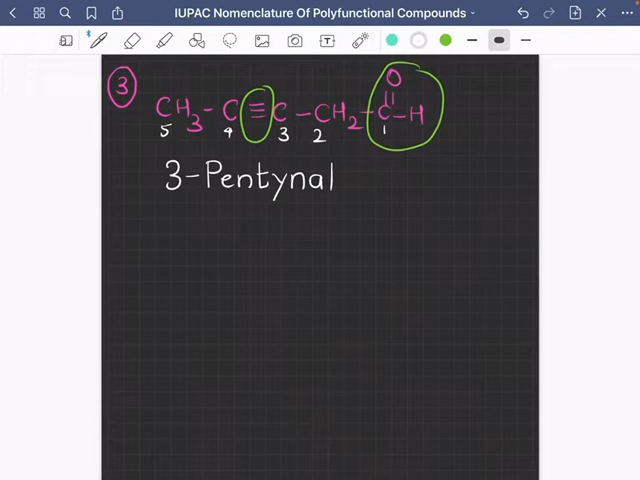 IUPAC Nomenclature Of Polyfunctional Compounds
3
O
CH3-C≡C-CH2-C-H
5 4 3 2 1
3-Pentynal